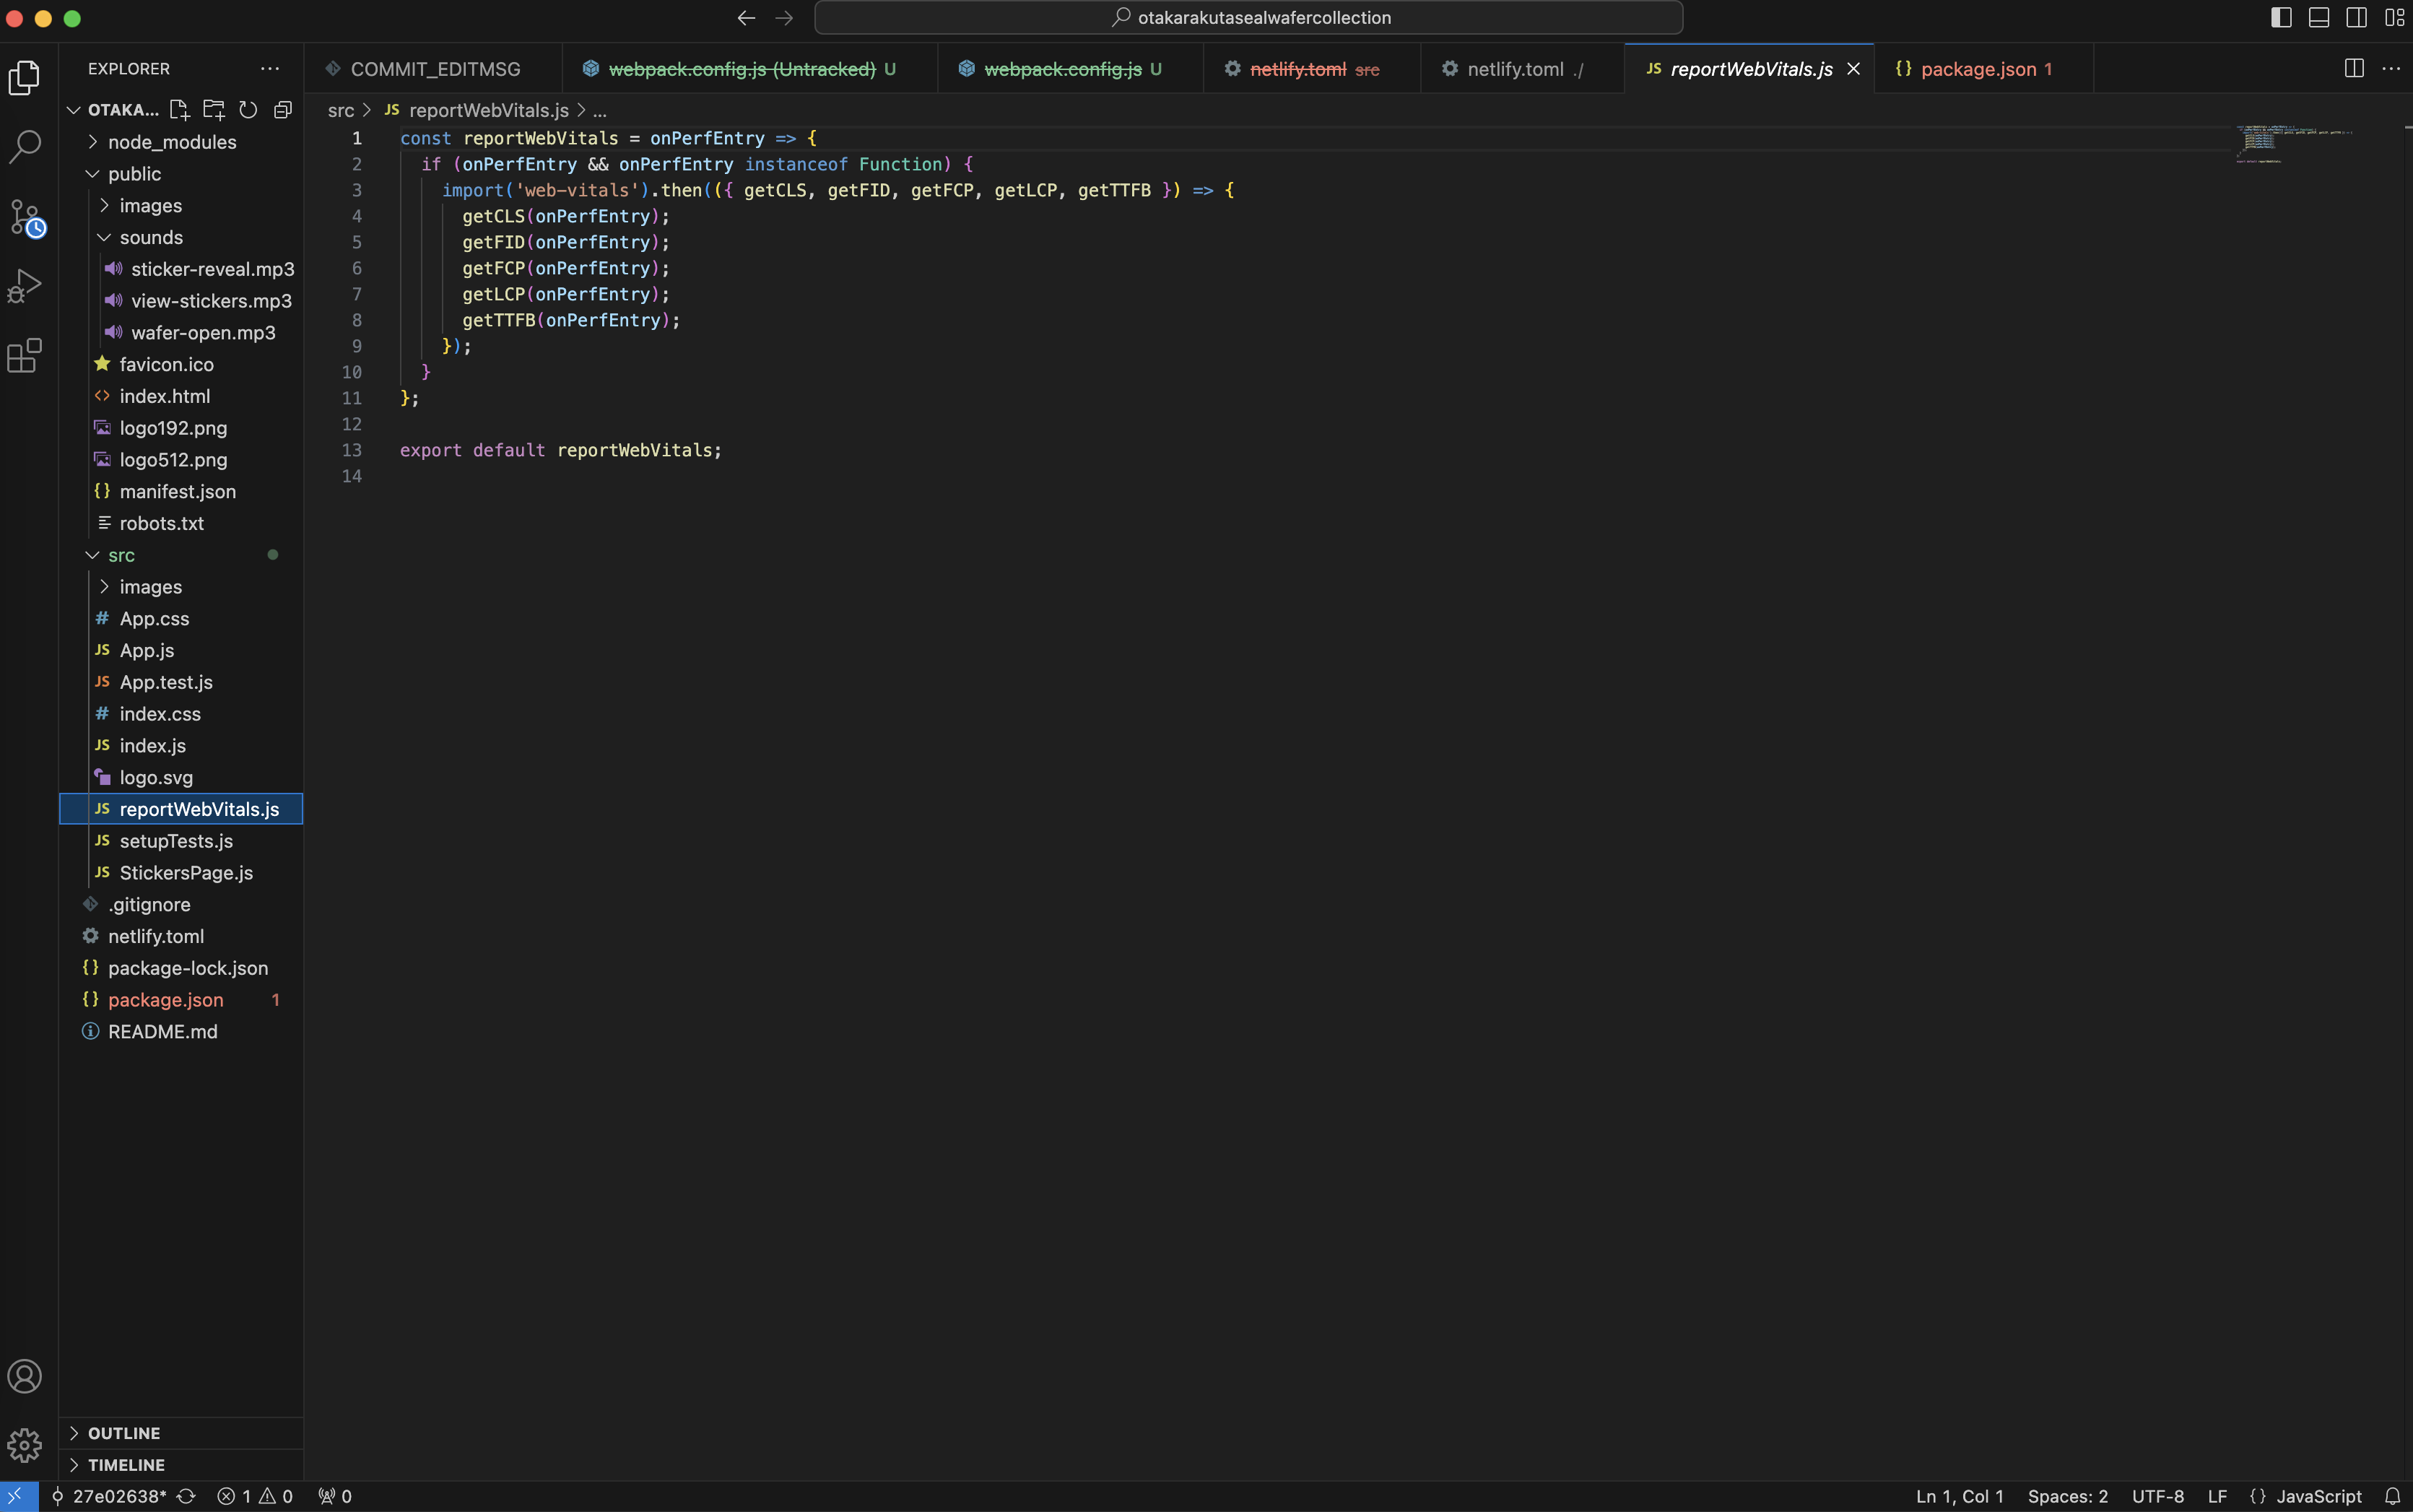 otakarakutasealwafercollection
EXPLORER
COMMIT_EDITMSG
webpack.config.js (Untracked) U
webpack.config.js U
netlify.toml src
netlify.toml ./
JS reportWebVitals.js
{} package.json 1
OTAKA...
src > JS reportWebVitals.js > ...
node_modules
public
images
sounds
sticker-reveal.mp3
view-stickers.mp3
wafer-open.mp3
favicon.ico
index.html
logo192.png
logo512.png
{} manifest.json
robots.txt
src
images
# App.css
JS App.js
JS App.test.js
# index.css
JS index.js
logo.svg
JS reportWebVitals.js
JS setupTests.js
JS StickersPage.js
.gitignore
netlify.toml
{} package-lock.json
{} package.json 1
README.md
OUTLINE
TIMELINE
1 const reportWebVitals = onPerfEntry => {
2 if (onPerfEntry && onPerfEntry instanceof Function) {
3 import('web-vitals').then(({ getCLS, getFID, getFCP, getLCP, getTTFB }) => {
4 getCLS(onPerfEntry);
5 getFID(onPerfEntry);
6 getFCP(onPerfEntry);
7 getLCP(onPerfEntry);
8 getTTFB(onPerfEntry);
9 });
10 }
11 };
12
13 export default reportWebVitals;
14
27e02638* 1 0 0
Ln 1, Col 1 Spaces: 2 UTF-8 LF {} JavaScript